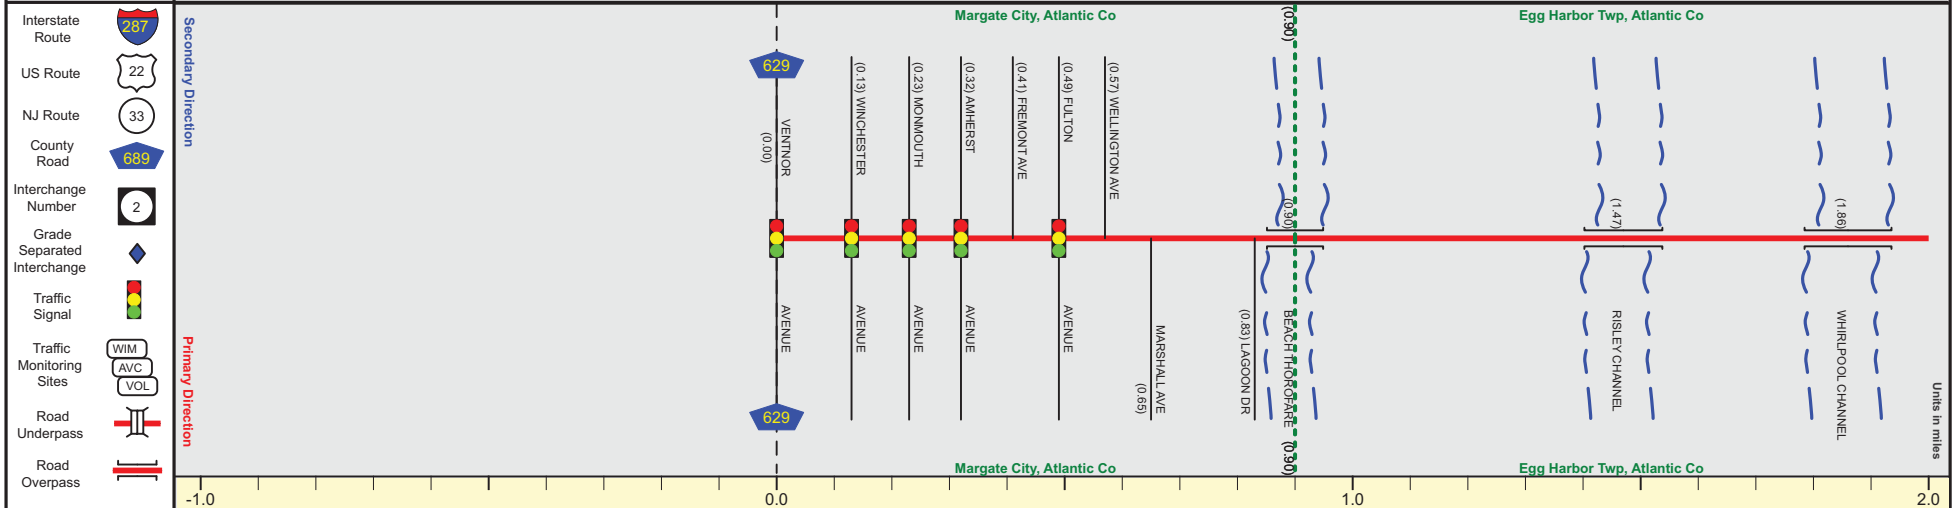 Interstate
Route
287
US Route
22
NJ Route
33
County
Road
689
Interchange
Number
2
Grade
Separated
Interchange
Traffic
Signal
Traffic
Monitoring
Sites
WIM
AVC
VOL
Road
Underpass
Road
Overpass
Secondary Direction
Primary Direction
Margate City, Atlantic Co
(0.90)
Egg Harbor Twp, Atlantic Co
629
VENTNOR
(0.00)
(0.13) WINCHESTER
(0.23) MONMOUTH
(0.32) AMHERST
(0.41) FREMONT AVE
(0.49) FULTON
(0.57) WELLINGTON AVE
(0.90)
(1.47)
(1.86)
AVENUE
AVENUE
AVENUE
AVENUE
AVENUE
MARSHALL AVE
(0.65)
(0.83) LAGOON DR
BEACH THOROFARE
RISLEY CHANNEL
WHIRLPOOL CHANNEL
629
(0.90)
Margate City, Atlantic Co
Egg Harbor Twp, Atlantic Co
Units in miles
-1.0
0.0
1.0
2.0